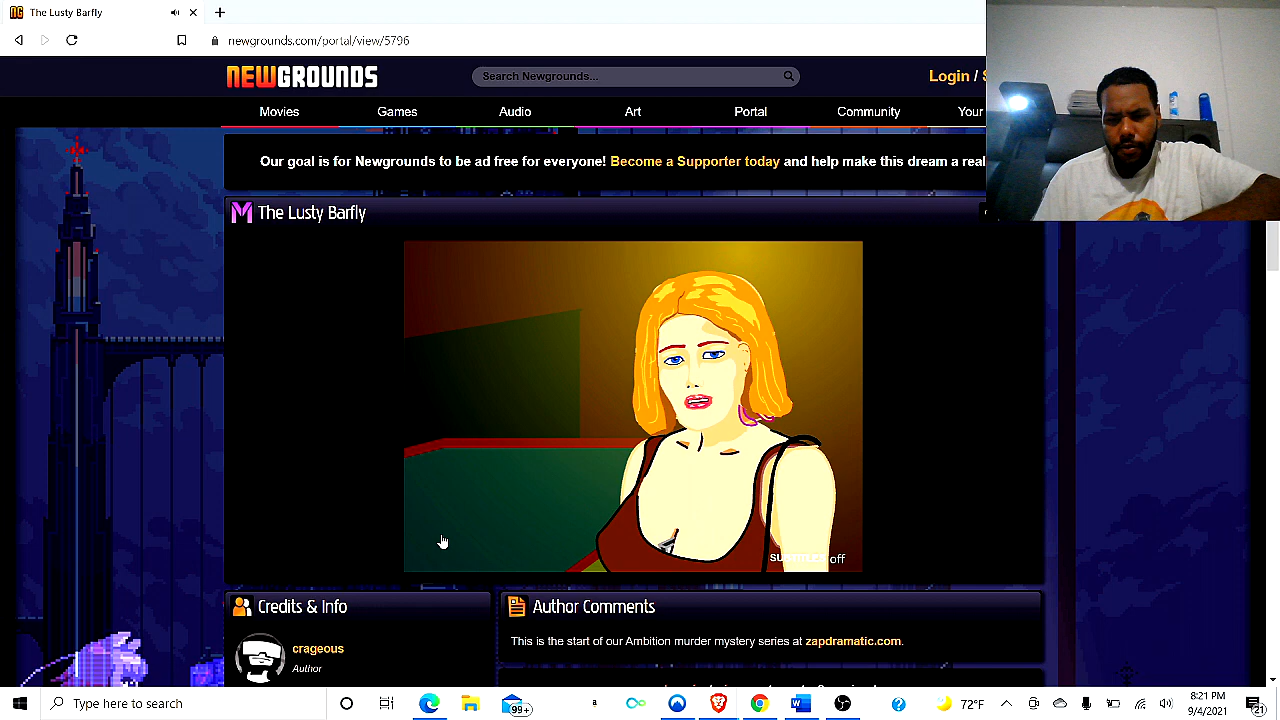 The Lusty Barfly
newgrounds.com/portal/view/5796
NEWGROUNDS
Search Newgrounds...
Login /
Movies
Games
Audio
Art
Portal
Community
Your
Our goal is for Newgrounds to be ad free for everyone! Become a Supporter today and help make this dream a real
The Lusty Barfly
SUBTITLES off
Credits & Info
Author Comments
crageous
Author
This is the start of our Ambition murder mystery series at zapdramatic.com.
Type here to search
99+
a
72°F
8:21 PM
9/4/2021
21